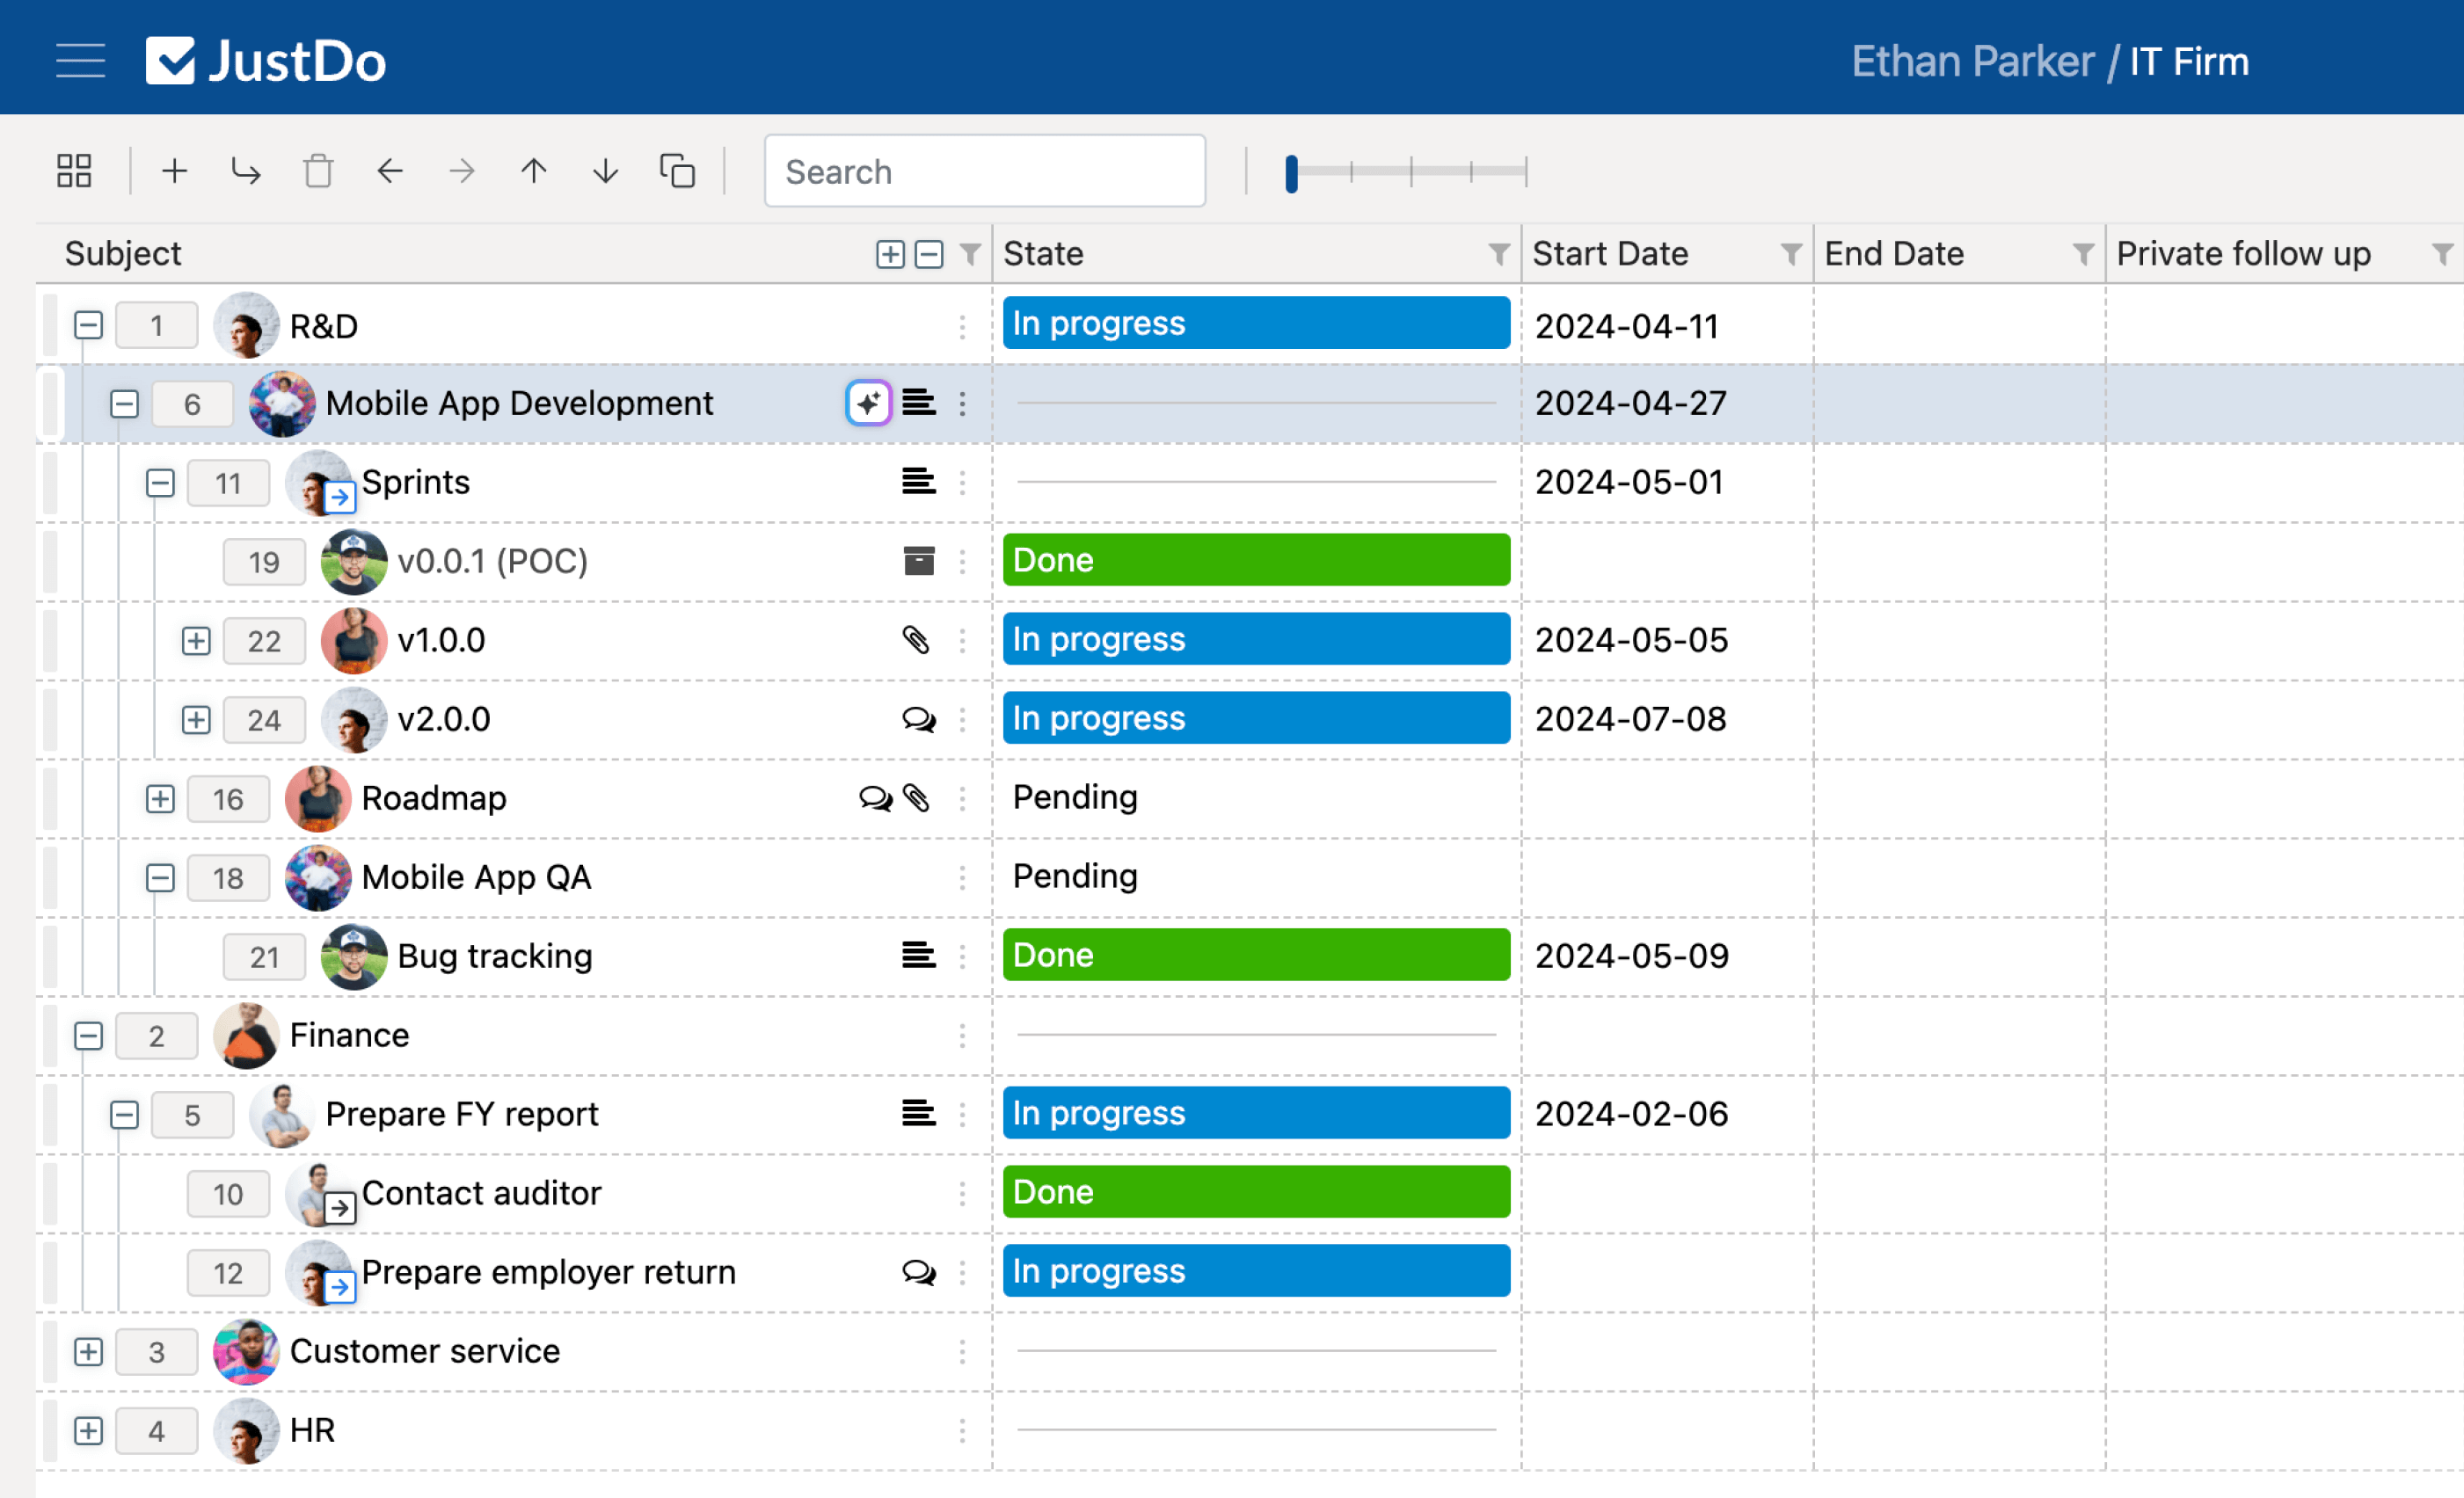 JustDo Ethan Parker / IT Firm
Search
Subject State Start Date End Date Private follow up
1 R&D In progress 2024-04-11
6 Mobile App Development 2024-04-27
11 Sprints 2024-05-01
19 v0.0.1 (POC) Done
22 v1.0.0 In progress 2024-05-05
24 v2.0.0 In progress 2024-07-08
16 Roadmap Pending
18 Mobile App QA Pending
21 Bug tracking Done 2024-05-09
2 Finance
5 Prepare FY report In progress 2024-02-06
10 Contact auditor Done
12 Prepare employer return In progress
3 Customer service
4 HR